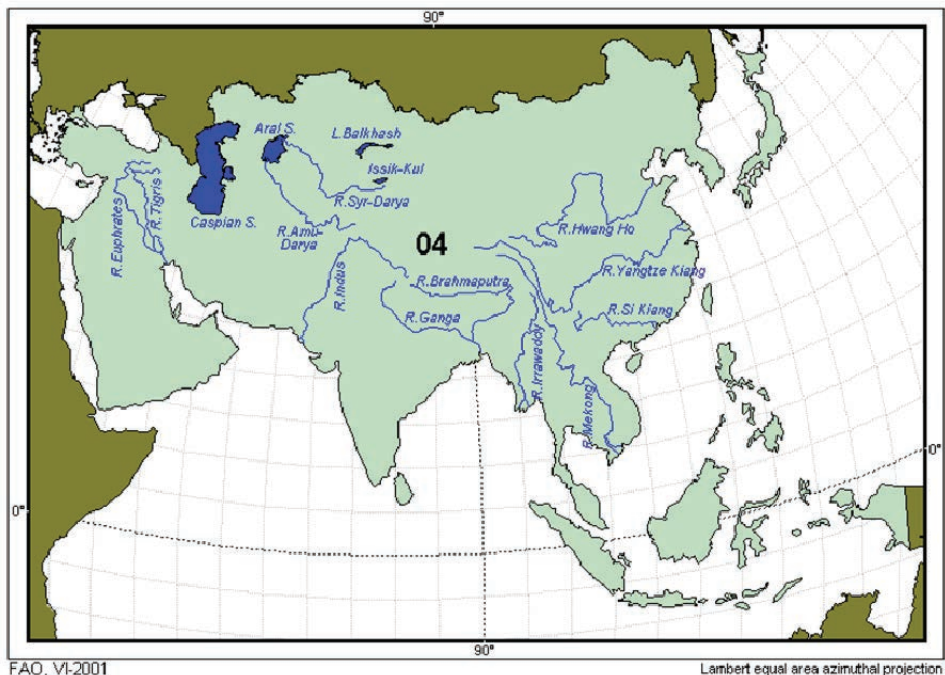 90°
Aral S.
L.Balkhash
Issik-Kul
R.Syr-Darya
Caspian S.
R.Amu-
Darya
R.Tigris
R.Euphrates
04
R.Hwang Ho
R.Indus
R.Brahmaputra
R.Yangtze Kiang
R.Ganga
R.Si Kiang
R.Irrawaddy
R.Mekong
0°
0°
90°
FAO, VI-2001
Lambert equal area azimuthal projection